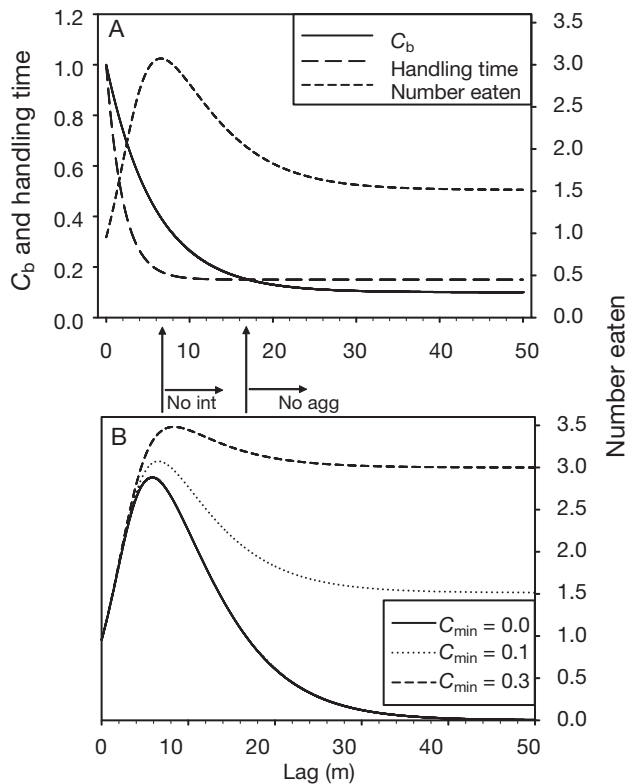 A
C_b
Handling time
Number eaten
1.2
1.0
0.8
0.6
0.4
0.2
0.0
3.5
3.0
2.5
2.0
1.5
1.0
0.5
0.0
0 10 20 30 40 50
C_b and handling time
No int
No agg
Number eaten
B
3.5
3.0
2.5
2.0
1.5
1.0
0.5
0.0
C_min = 0.0
C_min = 0.1
C_min = 0.3
0 10 20 30 40 50
Lag (m)